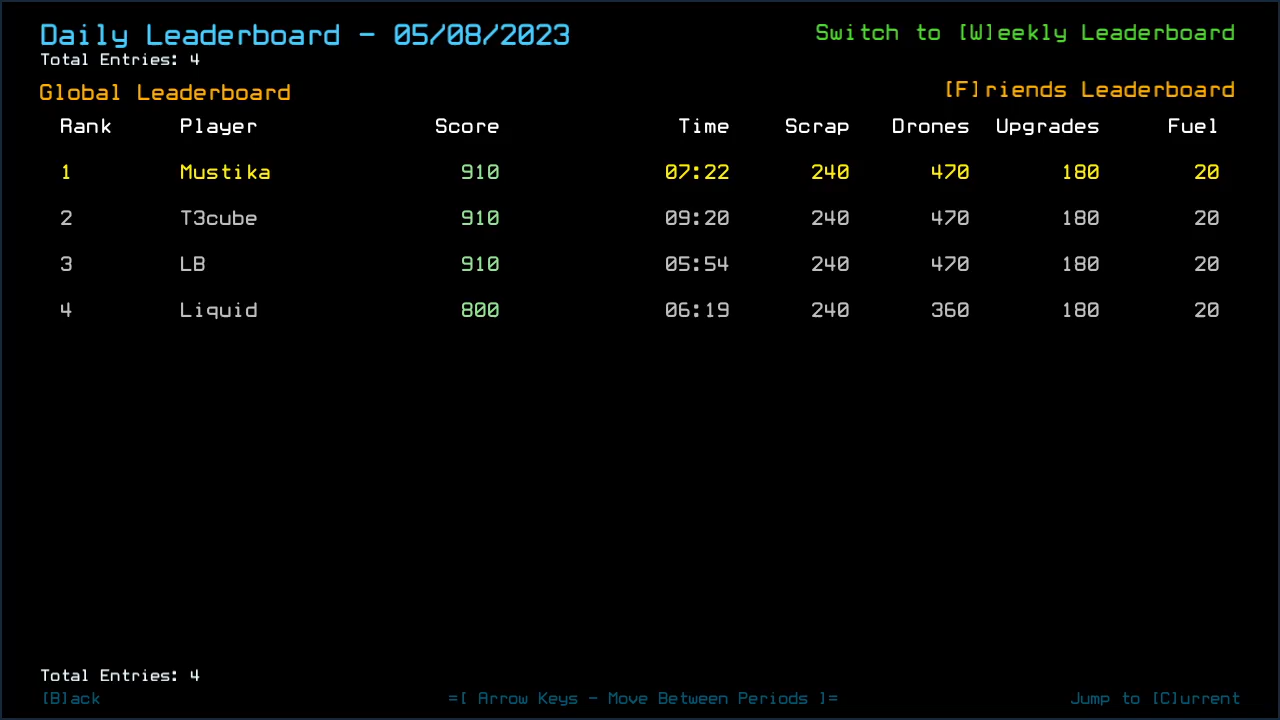 Daily Leaderboard - 05/08/2023 Switch to [W]eekly Leaderboard
Total Entries: 4
Global Leaderboard [F]riends Leaderboard
Rank Player Score Time Scrap Drones Upgrades Fuel
1 Mustika 910 07:22 240 470 180 20
2 T3cube 910 09:20 240 470 180 20
3 LB 910 05:54 240 470 180 20
4 Liquid 800 06:19 240 360 180 20
Total Entries: 4
[B]ack =[ Arrow Keys - Move Between Periods ]= Jump to [C]urrent